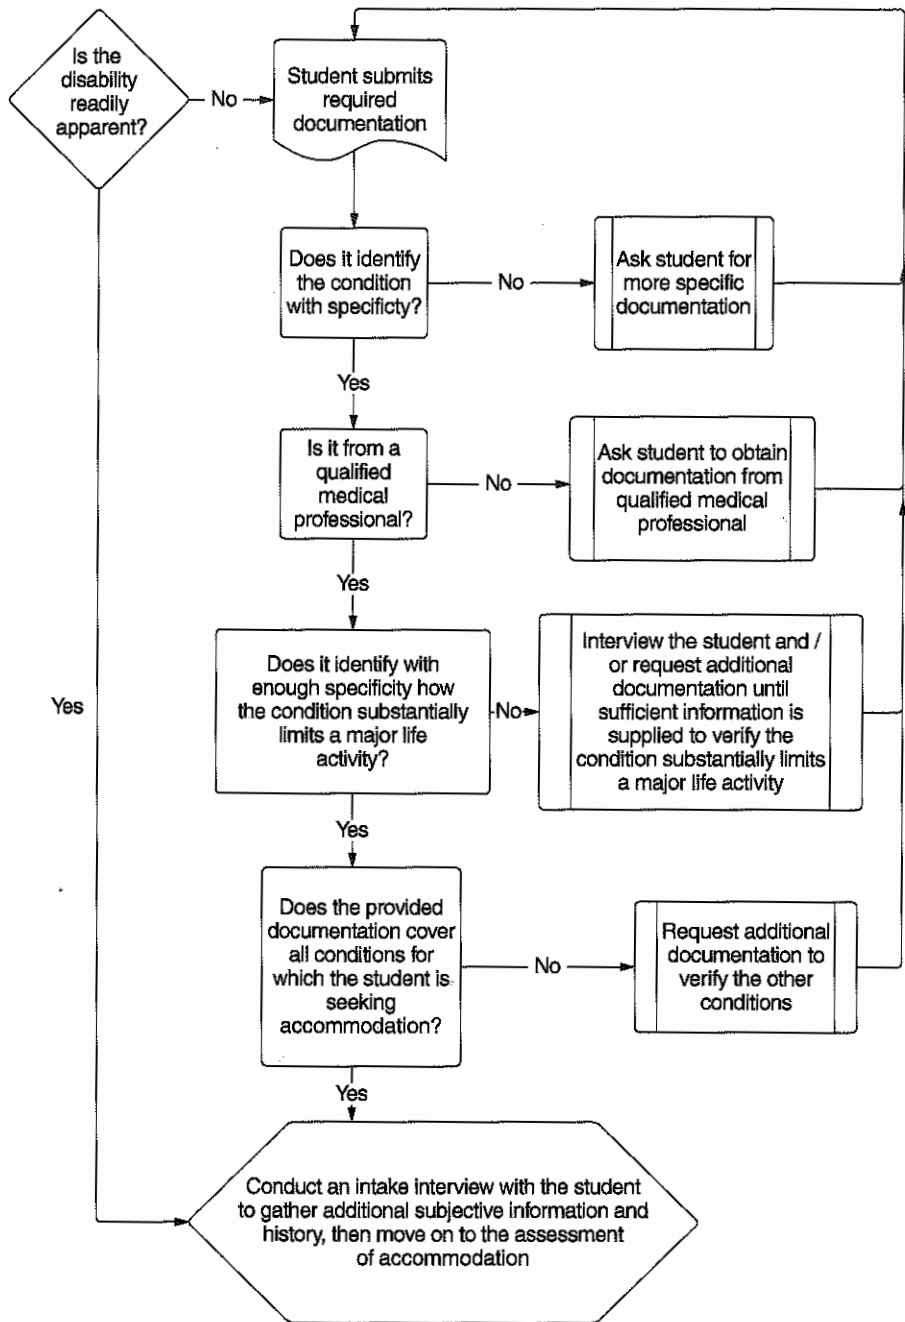 Is the
disability
readily
apparent?
No
Student submits
required
documentation
Does it identify
the condition
with specificty?
No
Ask student for
more specific
documentation
Yes
Is it from a
qualified
medical
professional?
No
Ask student to obtain
documentation from
qualified medical
professional
Yes
Does it identify with
enough specificity how
the condition substantially
limits a major life
activity?
No
Interview the student and /
or request additional
documentation until
sufficient information is
supplied to verify the
condition substantially limits
a major life activity
Yes
Yes
Does the provided
documentation cover
all conditions for
which the student is
seeking
accommodation?
No
Request additional
documentation to
verify the other
conditions
Yes
Conduct an intake interview with the student
to gather additional subjective information and
history, then move on to the assessment
of accommodation